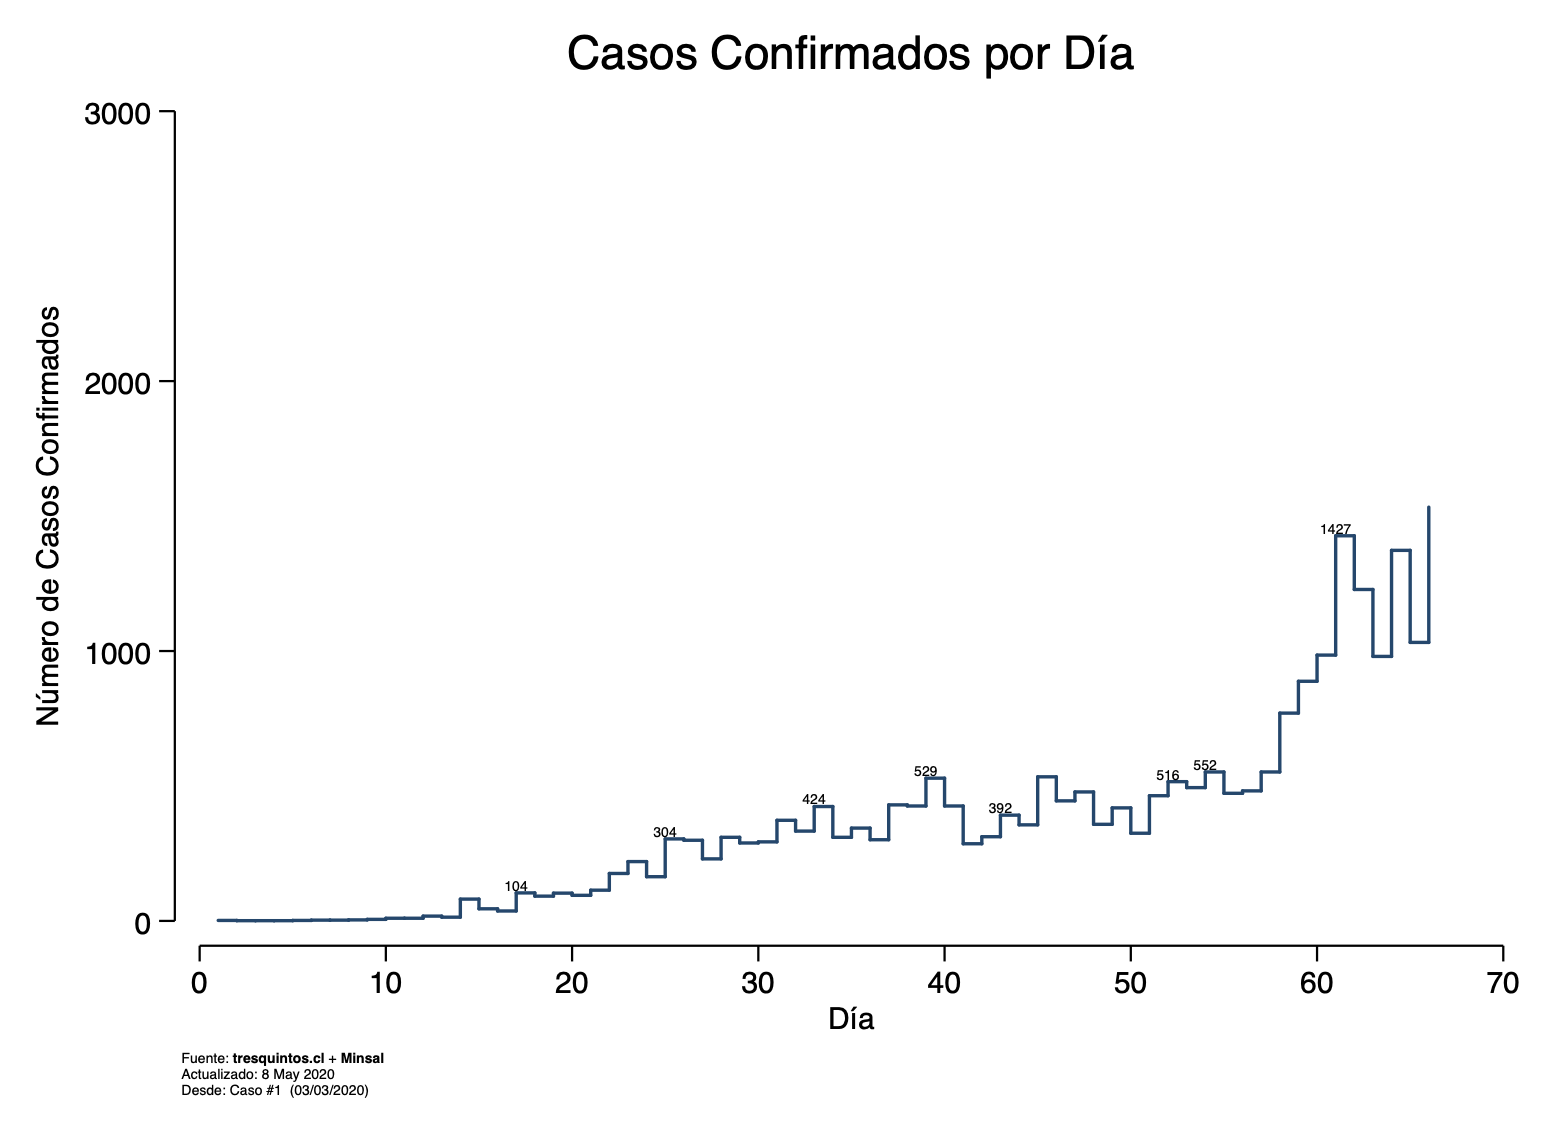 Casos Confirmados por Día
Número de Casos Confirmados
3000
2000
1000
0
104
304
424
529
392
516
552
1427
0 10 20 30 40 50 60 70
Día
Fuente: tresquintos.cl + Minsal
Actualizado: 8 May 2020
Desde: Caso #1 (03/03/2020)